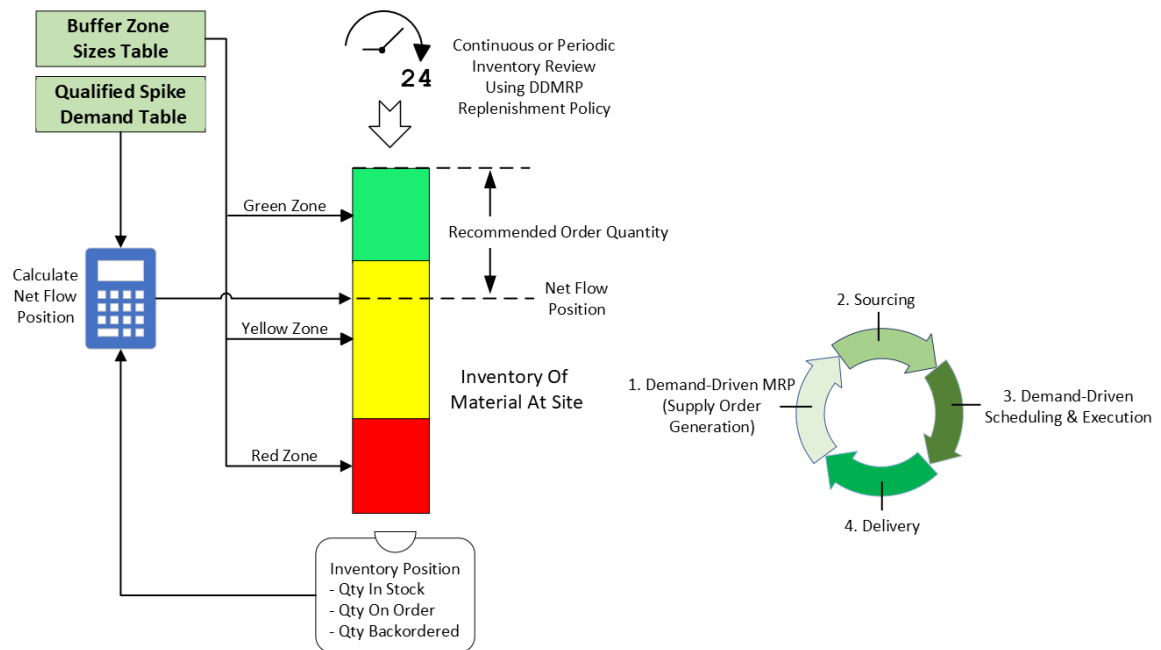 Buffer Zone
Sizes Table
Qualified Spike
Demand Table
24
Continuous or Periodic
Inventory Review
Using DDMRP
Replenishment Policy
Green Zone
Recommended Order Quantity
Calculate
Net Flow
Position
Net Flow
Position
Yellow Zone
Inventory Of
Material At Site
Red Zone
Inventory Position
- Qty In Stock
- Qty On Order
- Qty Backordered
2. Sourcing
1. Demand-Driven MRP
(Supply Order
Generation)
3. Demand-Driven
Scheduling & Execution
4. Delivery